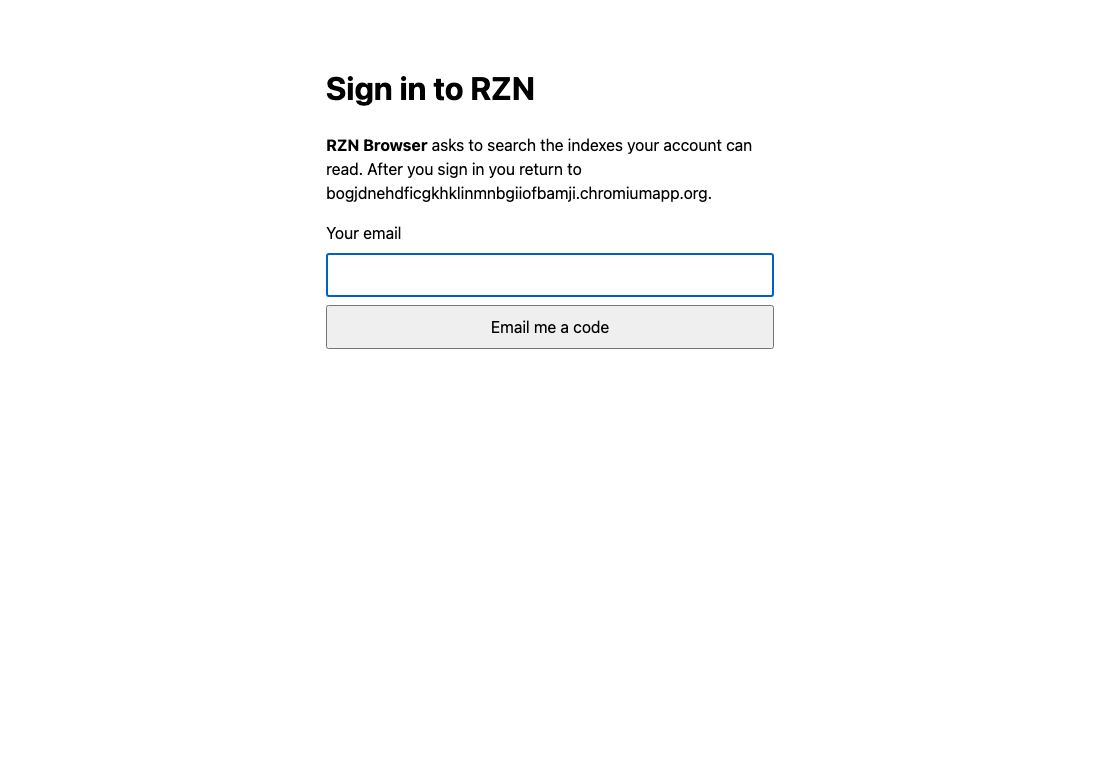 Sign in to RZN
RZN Browser asks to search the indexes your account can
read. After you sign in you return to
bogjdnehdficgkhklinmnbgiiofbamji.chromiumapp.org.
Your email
Email me a code